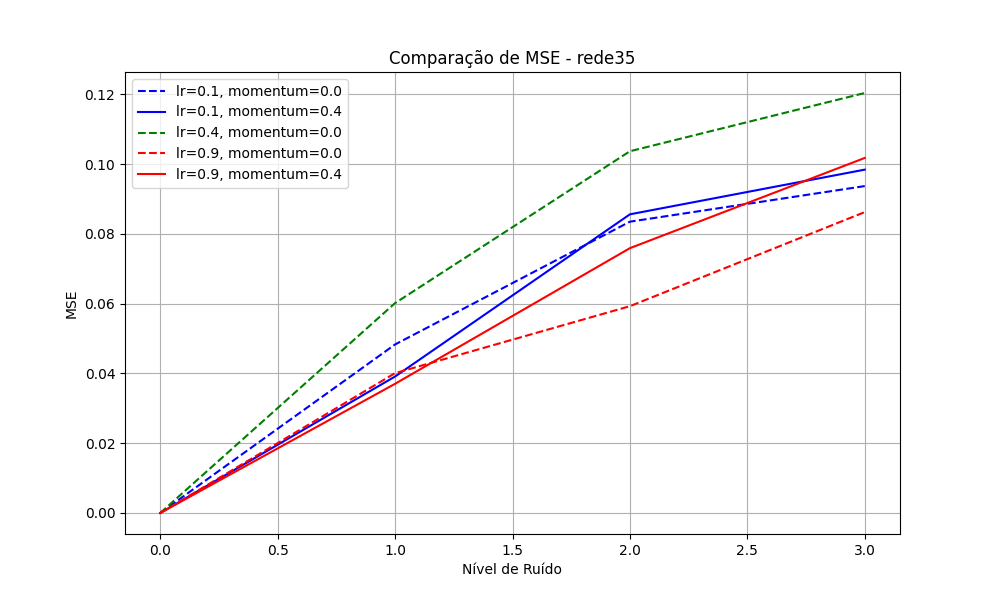 Comparação de MSE - rede35
lr=0.1, momentum=0.0
lr=0.1, momentum=0.4
lr=0.4, momentum=0.0
lr=0.9, momentum=0.0
lr=0.9, momentum=0.4
MSE
0.12
0.10
0.08
0.06
0.04
0.02
0.00
0.0 0.5 1.0 1.5 2.0 2.5 3.0
Nível de Ruído